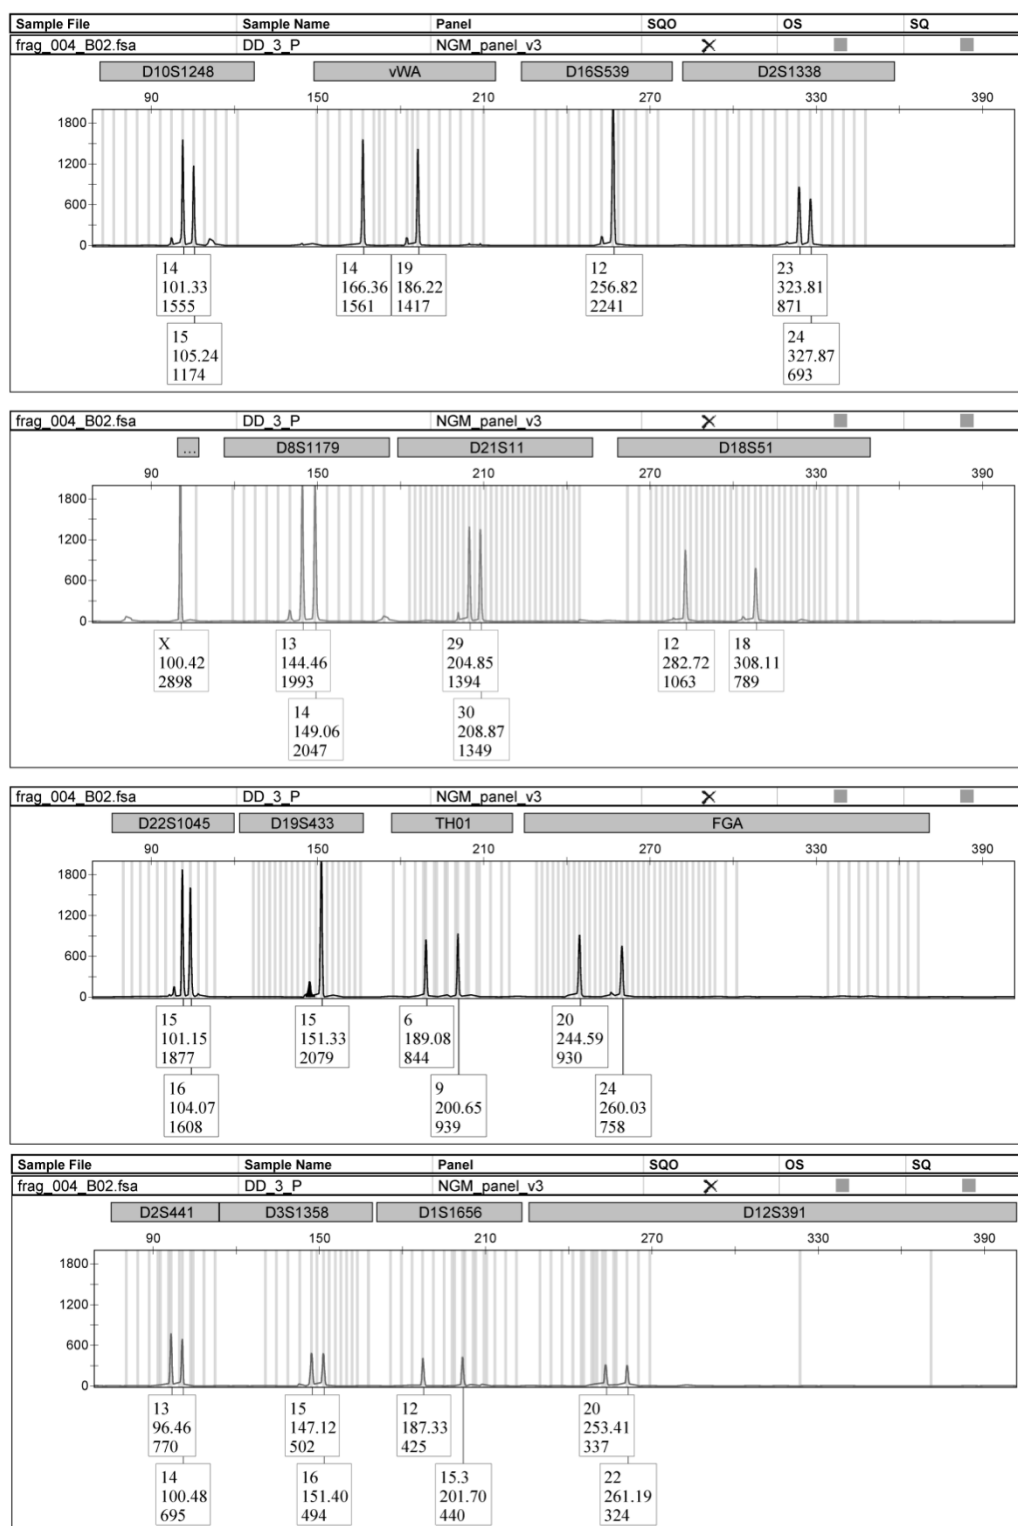 Sample File Sample Name Panel SQO OS SQ
frag_004_B02.fsa DD_3_P NGM_panel_v3
D10S1248 vWA D16S539 D2S1338
90 150 210 270 330 390
1800
1200
600
0
14 14 19 12 23
101.33 166.36 186.22 256.82 323.81
1555 1561 1417 2241 871
15 24
105.24 327.87
1174 693
frag_004_B02.fsa DD_3_P NGM_panel_v3
... D8S1179 D21S11 D18S51
90 150 210 270 330 390
1800
1200
600
0
X 13 29 12 18
100.42 144.46 204.85 282.72 308.11
2898 1993 1394 1063 789
14 30
149.06 208.87
2047 1349
frag_004_B02.fsa DD_3_P NGM_panel_v3
D22S1045 D19S433 TH01 FGA
90 150 210 270 330 390
1800
1200
600
0
15 15 6 20
101.15 151.33 189.08 244.59
1877 2079 844 930
16 9 24
104.07 200.65 260.03
1608 939 758
Sample File Sample Name Panel SQO OS SQ
frag_004_B02.fsa DD_3_P NGM_panel_v3
D2S441 D3S1358 D1S1656 D12S391
90 150 210 270 330 390
1800
1200
600
0
13 15 12 20
96.46 147.12 187.33 253.41
770 502 425 337
14 16 15.3 22
100.48 151.40 201.70 261.19
695 494 440 324